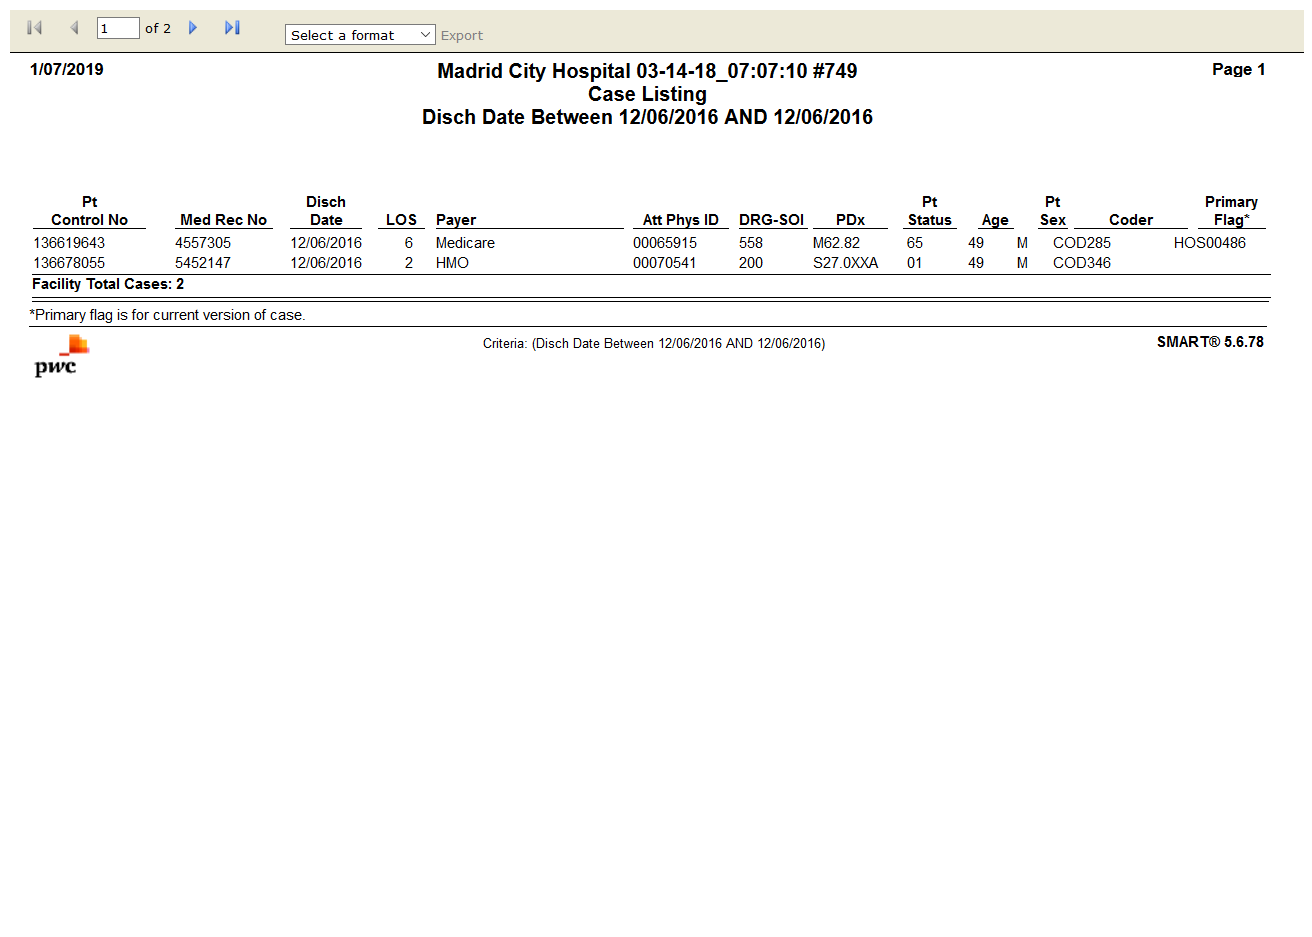 1 of 2 Select a format Export
1/07/2019 Madrid City Hospital 03-14-18_07:07:10 #749 Page 1
Case Listing
Disch Date Between 12/06/2016 AND 12/06/2016
Pt Disch Pt Pt Primary
Control No Med Rec No Date LOS Payer Att Phys ID DRG-SOI PDx Status Age Sex Coder Flag*
136619643 4557305 12/06/2016 6 Medicare 00065915 558 M62.82 65 49 M COD285 HOS00486
136678055 5452147 12/06/2016 2 HMO 00070541 200 S27.0XXA 01 49 M COD346
Facility Total Cases: 2
*Primary flag is for current version of case.
pwc Criteria: (Disch Date Between 12/06/2016 AND 12/06/2016) SMART® 5.6.78